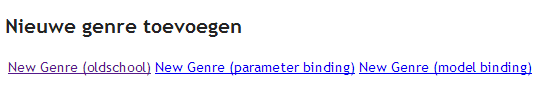 Nieuwe genre toevoegen
New Genre (oldschool) New Genre (parameter binding) New Genre (model binding)